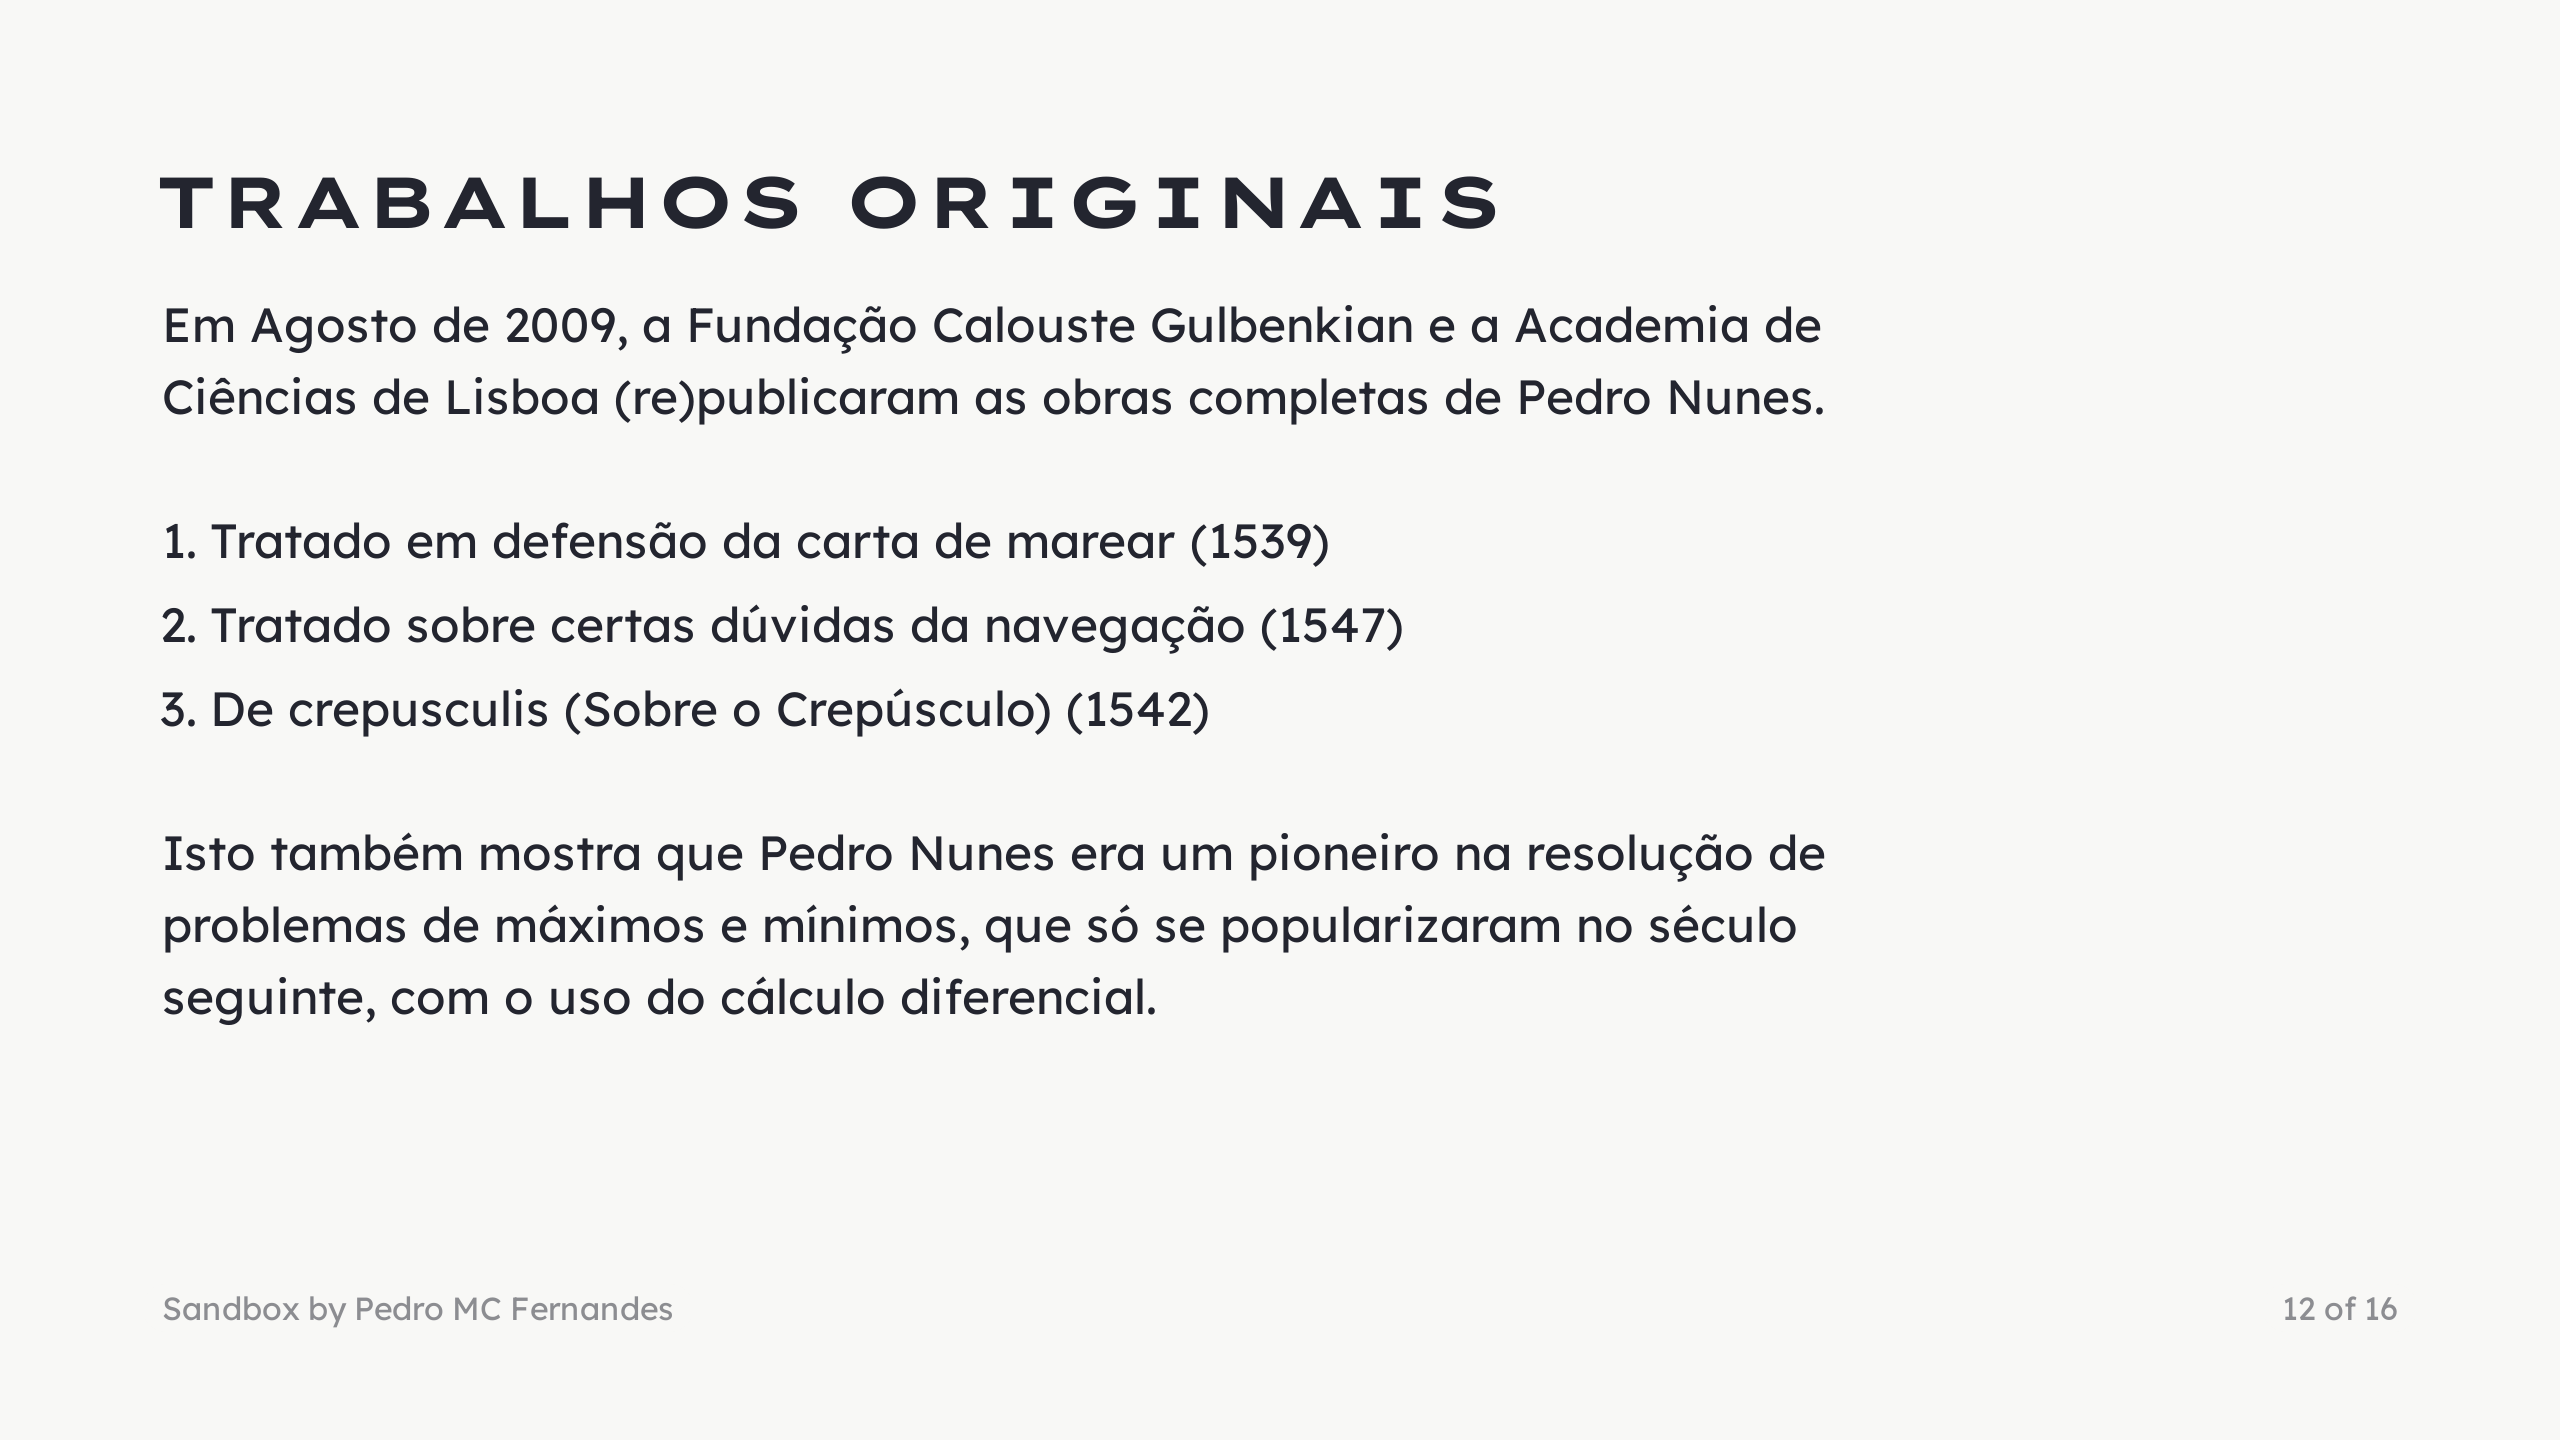 TRABALHOS ORIGINAIS
Em Agosto de 2009, a Fundação Calouste Gulbenkian e a Academia de
Ciências de Lisboa (re)publicaram as obras completas de Pedro Nunes.
1. Tratado em defensão da carta de marear (1539)
2. Tratado sobre certas dúvidas da navegação (1547)
3. De crepusculis (Sobre o Crepúsculo) (1542)
Isto também mostra que Pedro Nunes era um pioneiro na resolução de
problemas de máximos e mínimos, que só se popularizaram no século
seguinte, com o uso do cálculo diferencial.
Sandbox by Pedro MC Fernandes
12 of 16